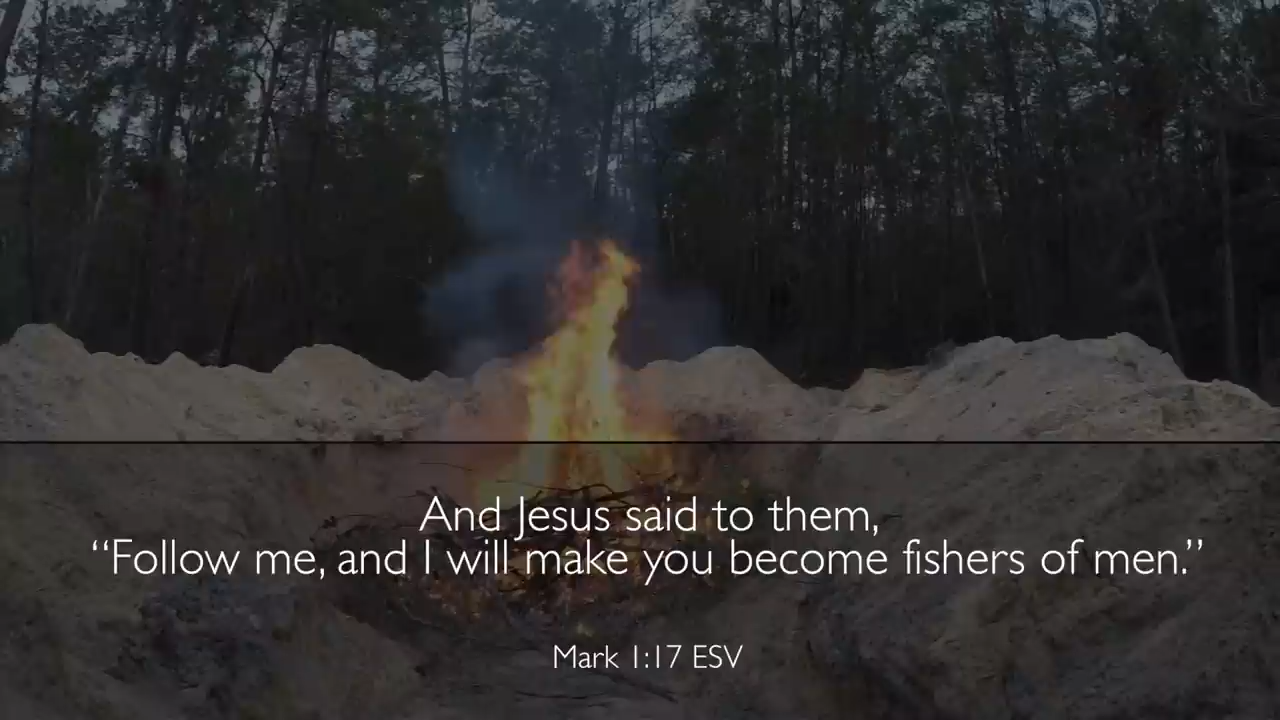 And Jesus said to them,
“Follow me, and I will make you become fishers of men.”
Mark 1:17 ESV